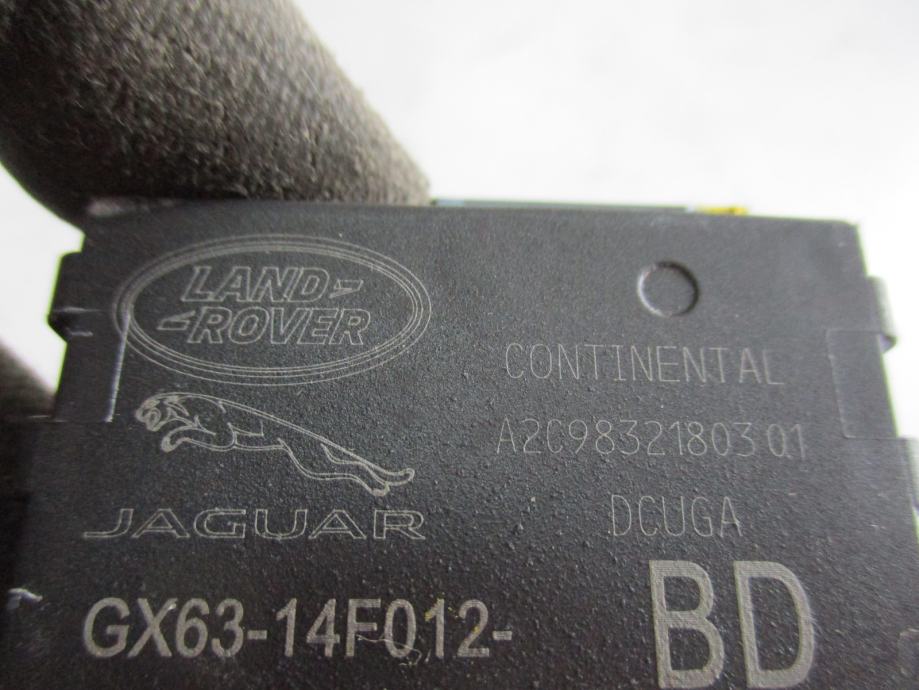 LAND
ROVER
JAGUAR
CONTINENTAL
A2C98321803 01
DCUGA
GX63-14F012-
BD